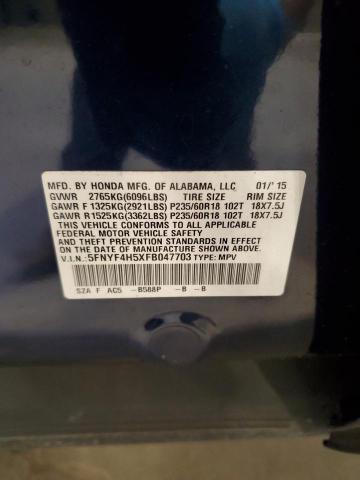 MFD. BY HONDA MFG. OF ALABAMA, LLC 01/'15
GVWR 2765KG(6096LBS) TIRE SIZE RIM SIZE
GAWR F 1325KG(2921LBS) P235/60R18 102T 18X7.5J
GAWR R 1525KG(3362LBS) P235/60R18 102T 18X7.5J
THIS VEHICLE CONFORMS TO ALL APPLICABLE
FEDERAL MOTOR VEHICLE SAFETY STANDARDS IN
EFFECT ON THE DATE OF MANUFACTURE SHOWN ABOVE.
V.I.N.: 5FNYF4H5XFB047703 TYPE: MPV
SZA F AC5 -B588P -B -B